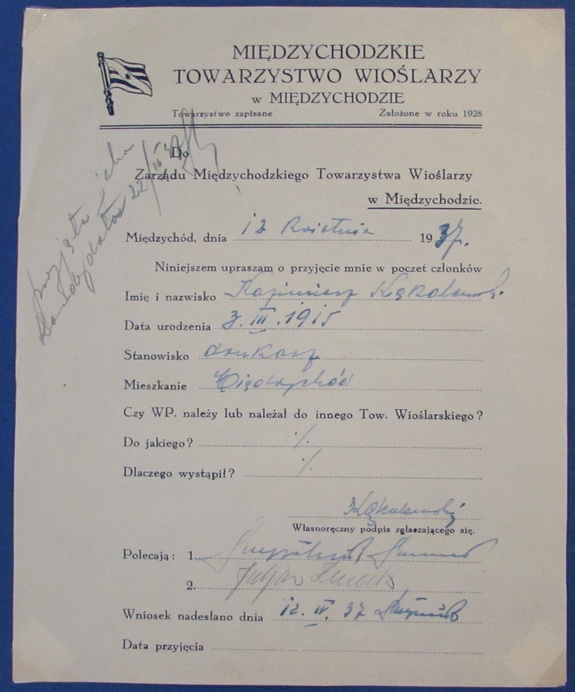 MIĘDZYCHODZKIE
TOWARZYSTWO WIOŚLARZY
w MIĘDZYCHODZIE
Towarzystwo zapisane Założone w roku 1928
Do
Zarządu Międzychodzkiego Towarzystwa Wioślarzy
w Międzychodzie.
Międzychód, dnia 12 kwietnia 1937.
Niniejszem upraszam o przyjęcie mnie w poczet członków
Imię i nazwisko Kazimierz
Data urodzenia 3. III. 1915
Stanowisko drukarz
Mieszkanie Międzychód
Czy WP. należy lub należał do innego Tow. Wioślarskiego?
Do jakiego? ./.
Dlaczego wystąpił? ./.
Własnoręczny podpis zgłaszającego się.
Polecają: 1.
2.
Wniosek nadesłano dnia 12. IV. 37
Data przyjęcia